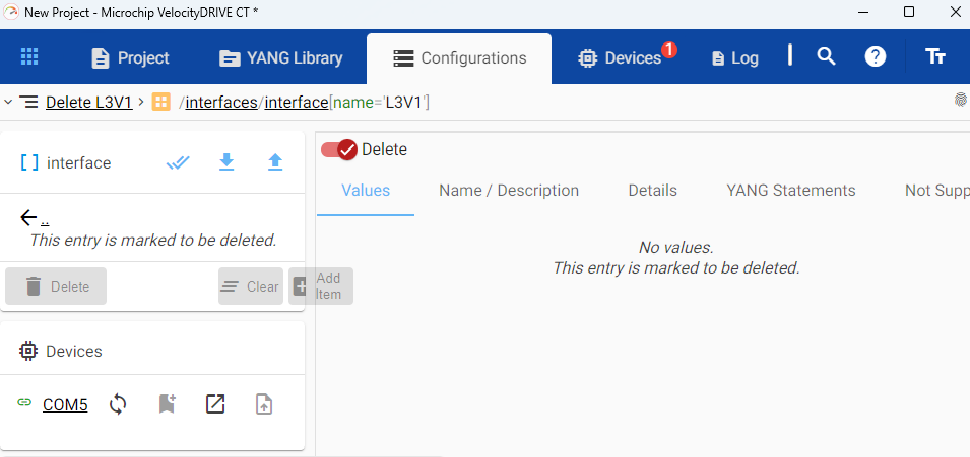 New Project - Microchip VelocityDRIVE CT *
Project
YANG Library
Configurations
Devices
1
Log
?
TT
Delete L3V1 > /interfaces/interface[name='L3V1']
[ ] interface
Delete
Values
Name / Description
Details
YANG Statements
Not Supp
..
This entry is marked to be deleted.
No values.
This entry is marked to be deleted.
Delete
Clear
Add
Item
Devices
COM5